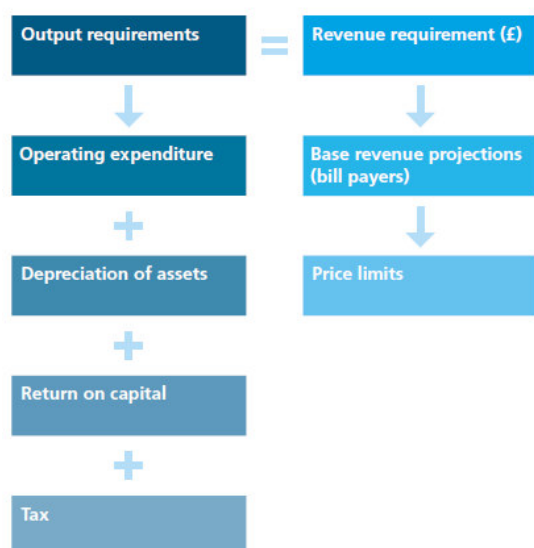 Output requirements
=
Revenue requirement (£)
Operating expenditure
Base revenue projections
(bill payers)
+
Depreciation of assets
Price limits
+
Return on capital
+
Tax